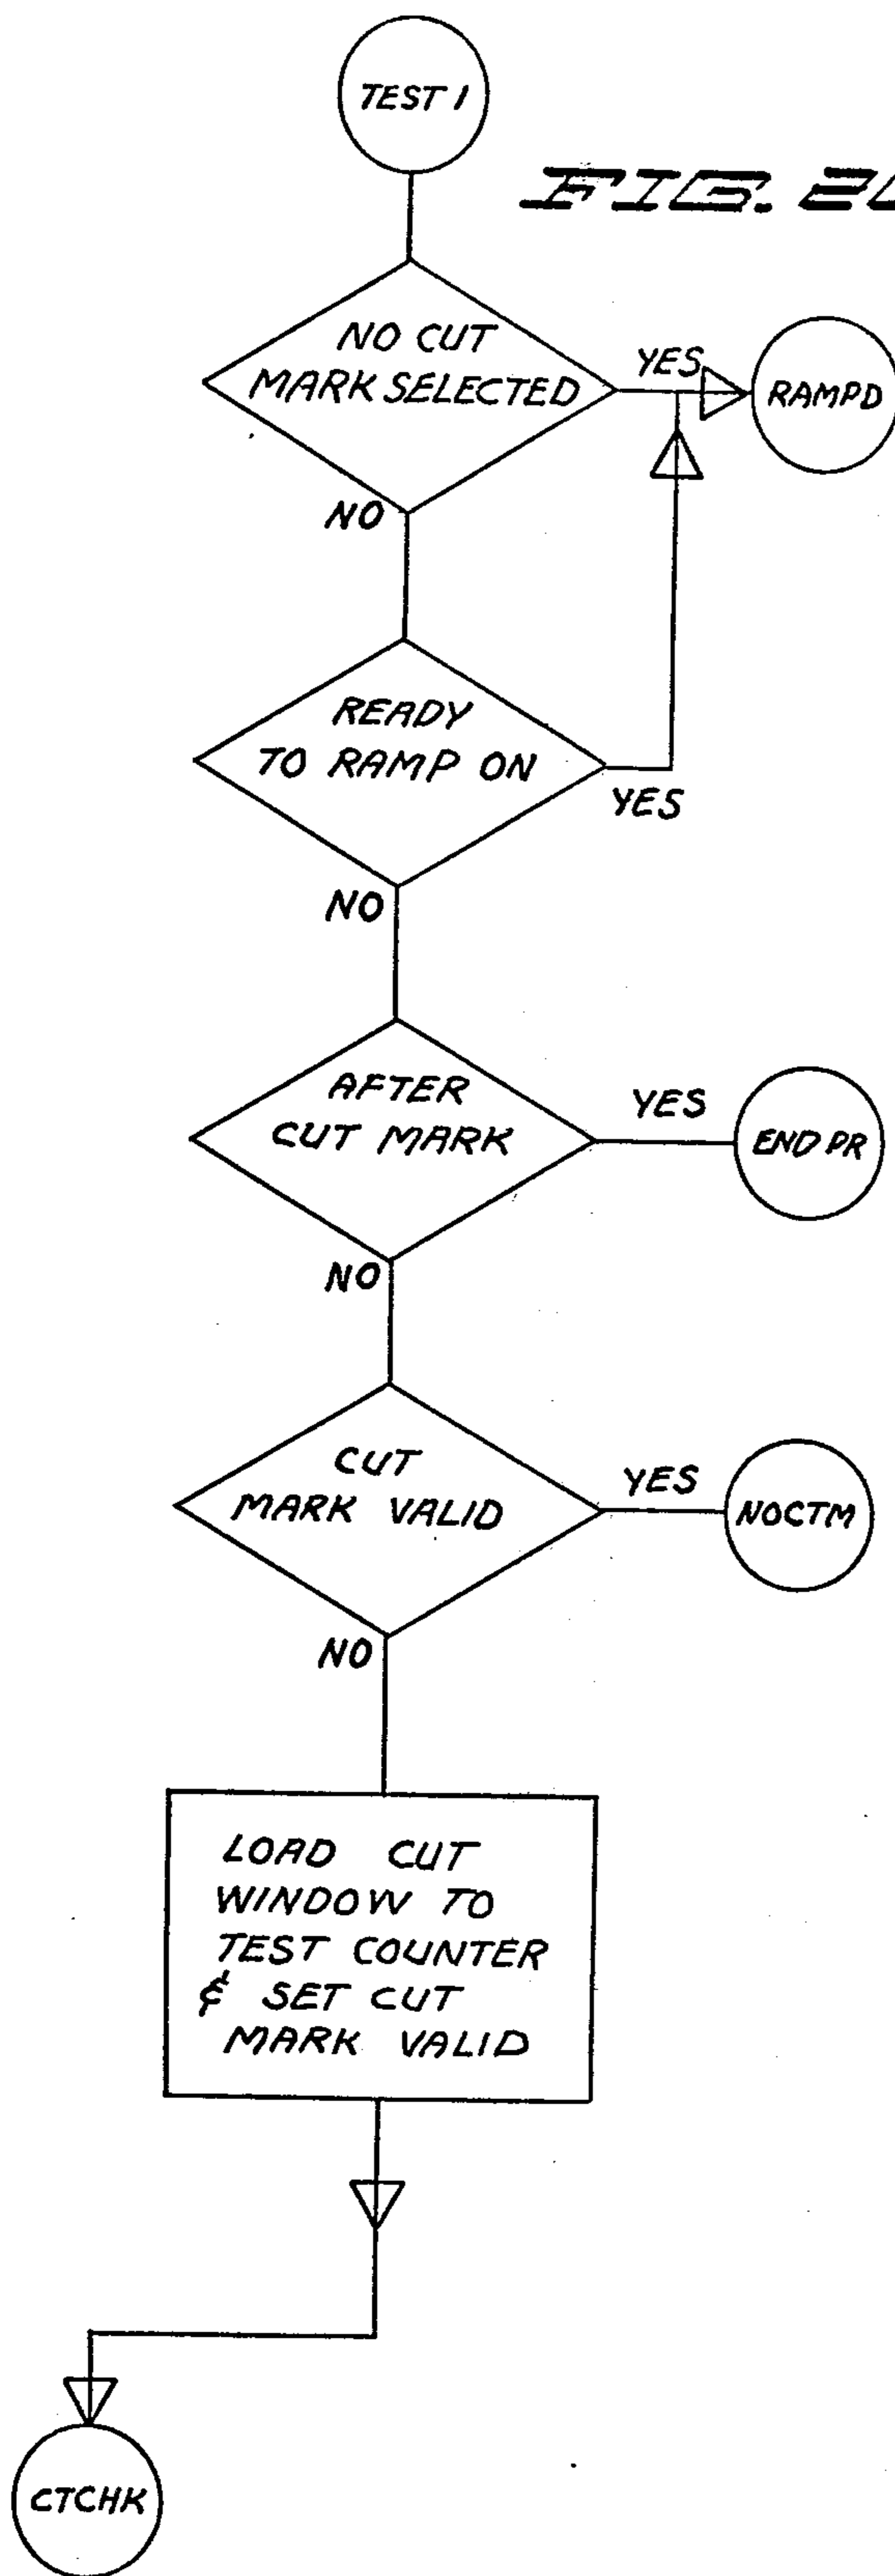 TEST 1
FIG.
NO CUT
MARK SELECTED
YES
RAMPD
NO
READY
TO RAMP ON
YES
NO
AFTER
CUT MARK
YES
END PR
NO
CUT
MARK VALID
YES
NOCTM
NO
LOAD CUT
WINDOW TO
TEST COUNTER
& SET CUT
MARK VALID
CTCHK